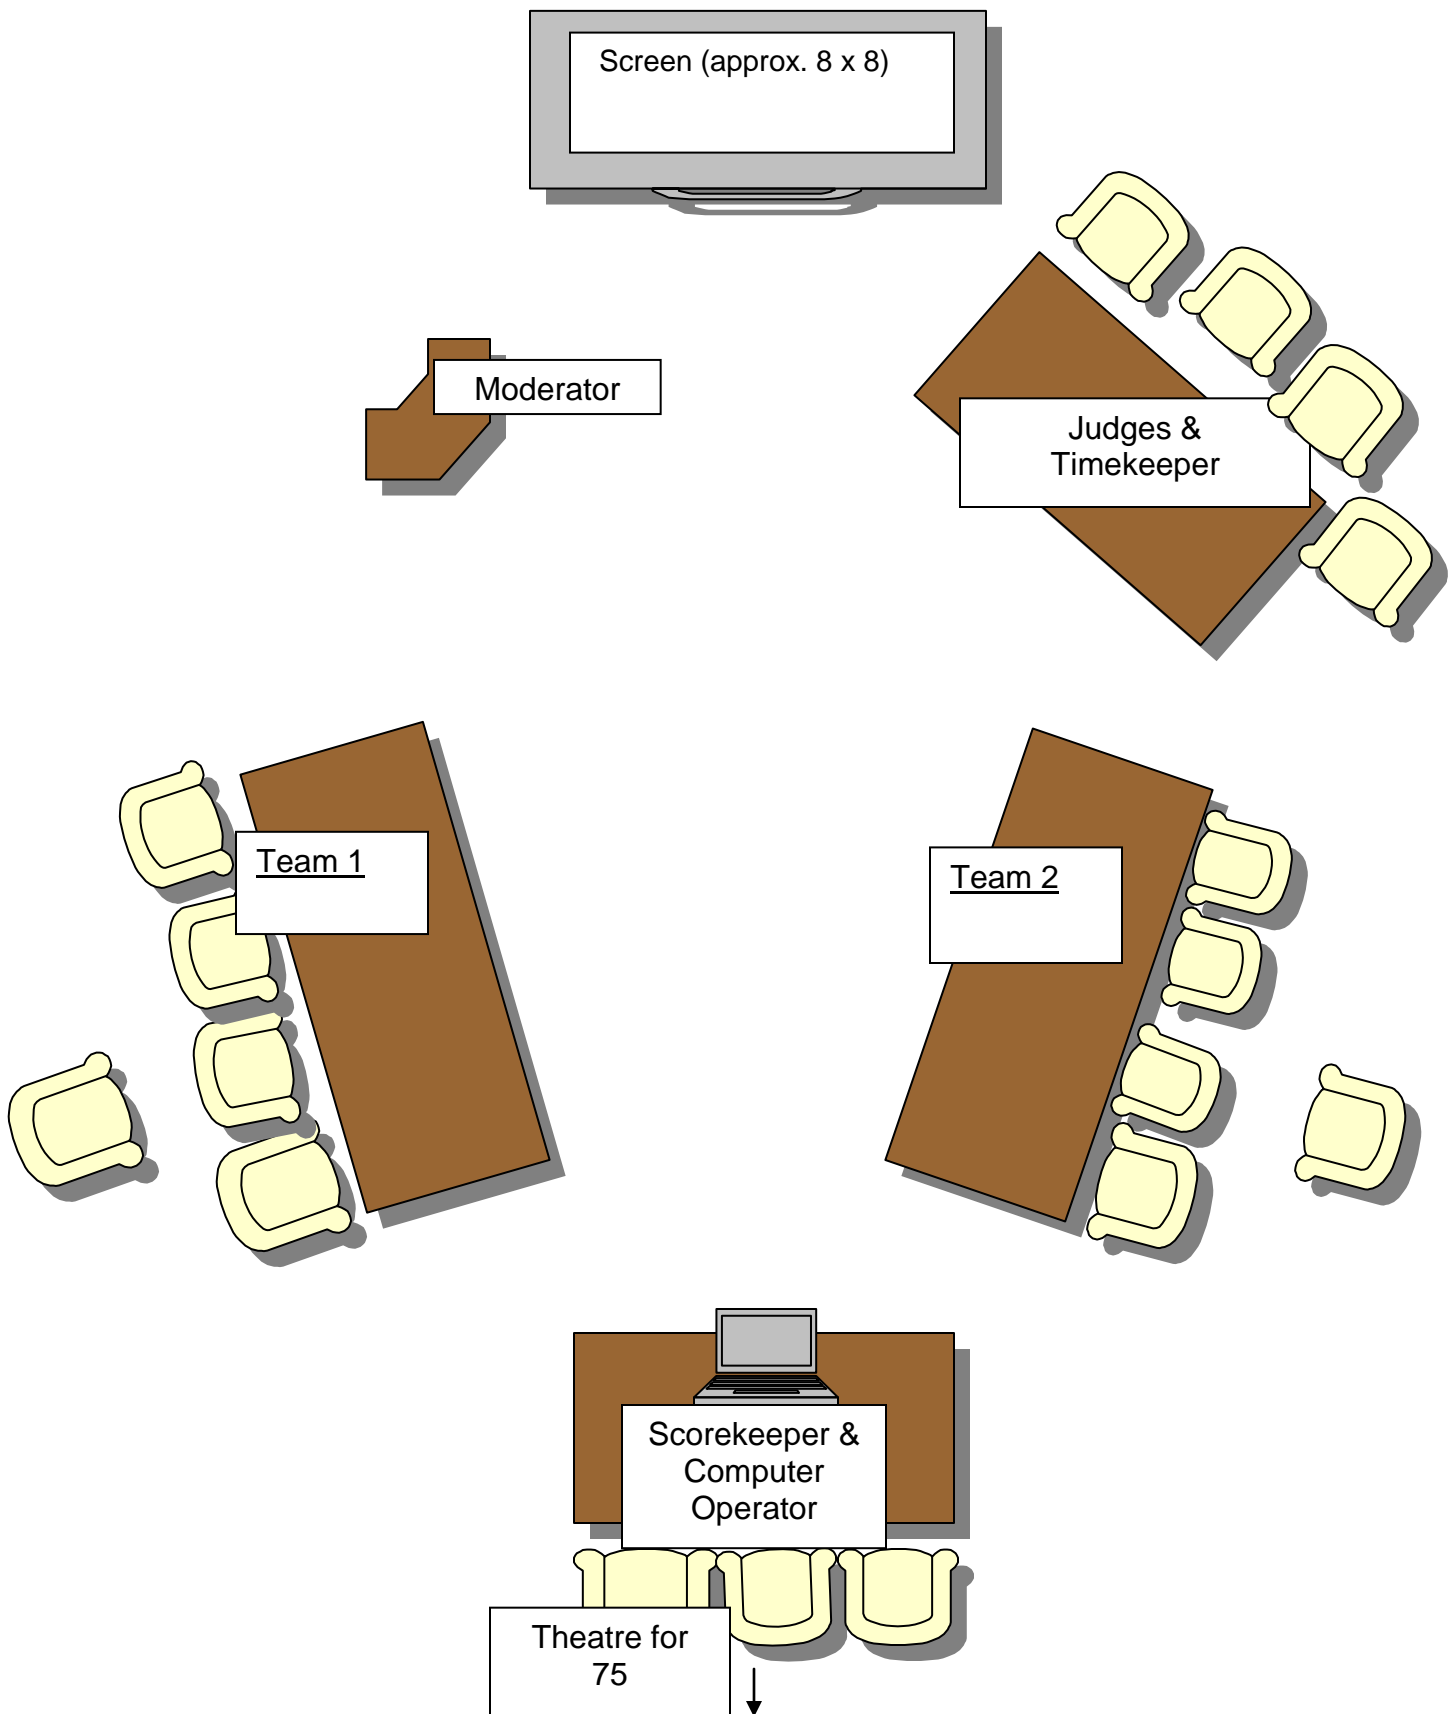 Screen (approx. 8 x 8)
Moderator
Judges &
Timekeeper
Team 1
Team 2
Scorekeeper &
Computer
Operator
Theatre for
75